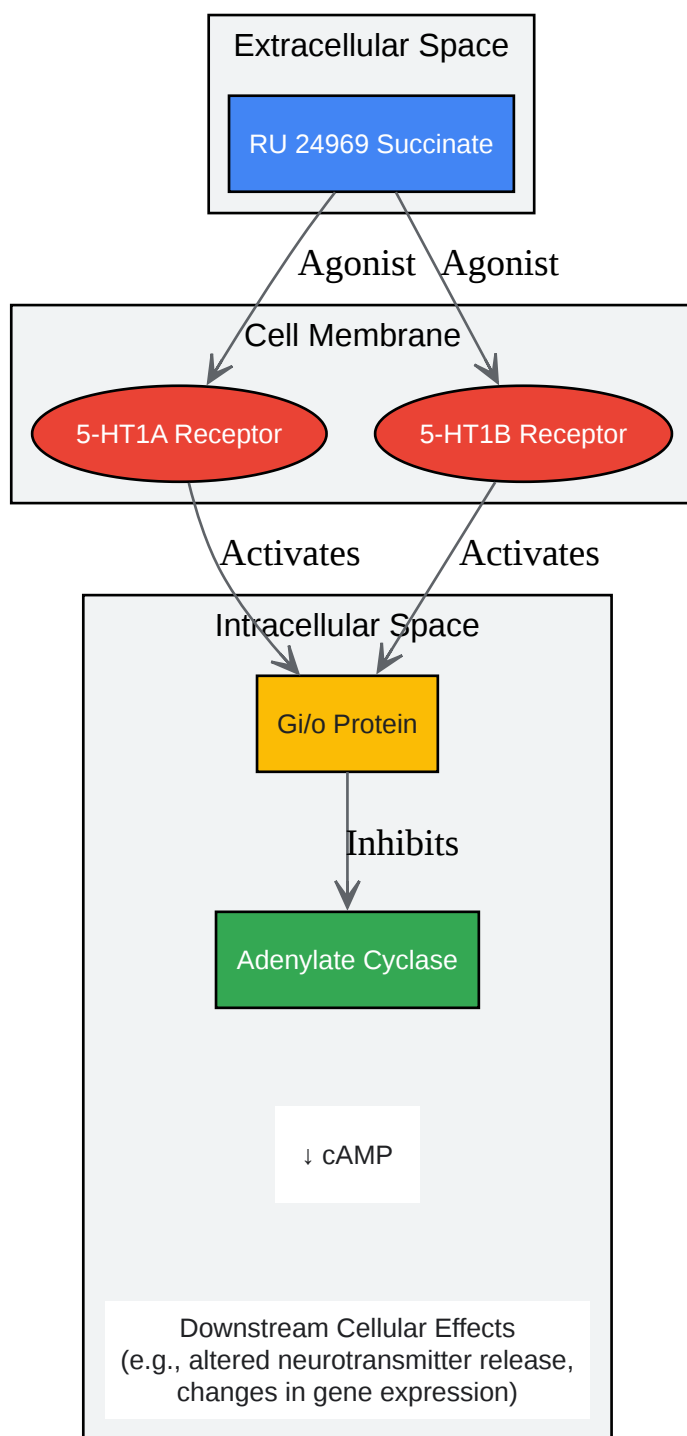 Extracellular Space
RU 24969 Succinate
Agonist
Agonist
Cell Membrane
5-HT1A Receptor
5-HT1B Receptor
Activates
Activates
Intracellular Space
Gi/o Protein
Inhibits
Adenylate Cyclase
↓ cAMP
Downstream Cellular Effects
(e.g., altered neurotransmitter release,
changes in gene expression)